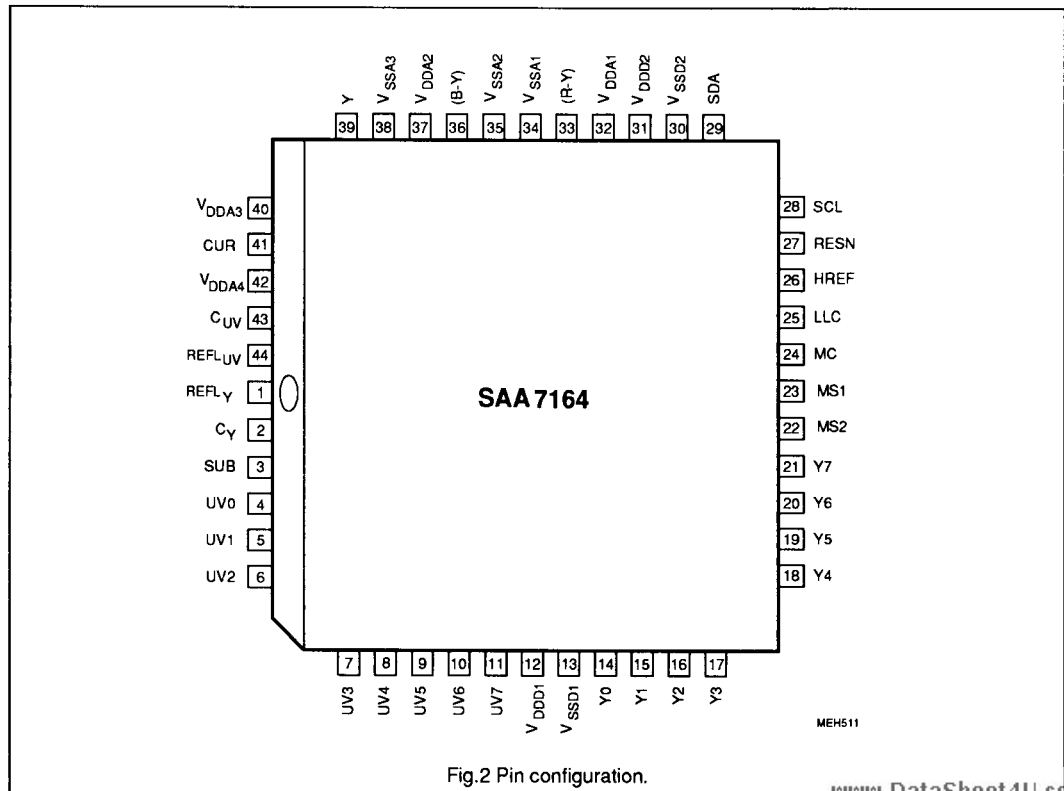 Y VSSA3 VDDA2 (B-Y) VSSA2 VSSA1 (R-Y) VDDA1 VDDD2 VSSD2 SDA
39 38 37 36 35 34 33 32 31 30 29
VDDA3 40
CUR 41
VDDA4 42
CUV 43
REFLUV 44
REFLY 1
CY 2
SUB 3
UV0 4
UV1 5
UV2 6
SAA7164
28 SCL
27 RESN
26 HREF
25 LLC
24 MC
23 MS1
22 MS2
21 Y7
20 Y6
19 Y5
18 Y4
7 8 9 10 11 12 13 14 15 16 17
UV3 UV4 UV5 UV6 UV7 VDDD1 VSSD1 Y0 Y1 Y2 Y3
MEH511
Fig.2 Pin configuration.